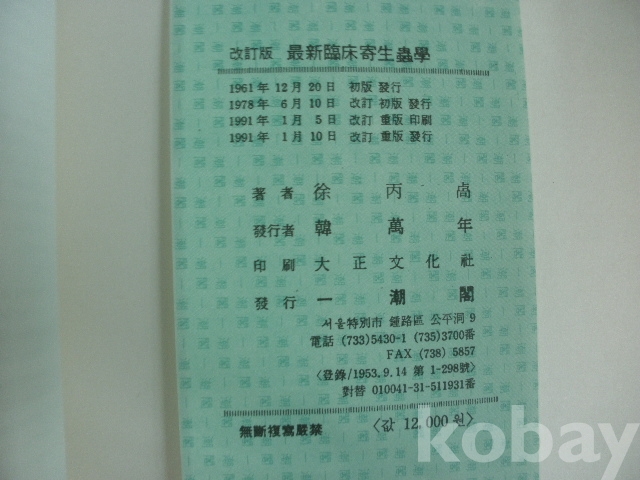 改訂版 最新臨床寄生蟲學
1961年 12月 20日 初版 發行
1978年 6月 10日 改訂 初版 發行
1991年 1月 5日 改訂 重版 印刷
1991年 1月 10日 改訂 重版 發行
著者 徐丙卨
發行者 韓萬年
印刷 大正文化社
發行 一潮閣
서울特別市 鍾路區 公平洞 9
電話 (733)5430-1 (735)3700番
FAX (738) 5857
〈登錄/1953.9.14 第 1-298號〉
對替 010041-31-511931番
無斷複寫嚴禁 〈값 12,000원〉
kobay